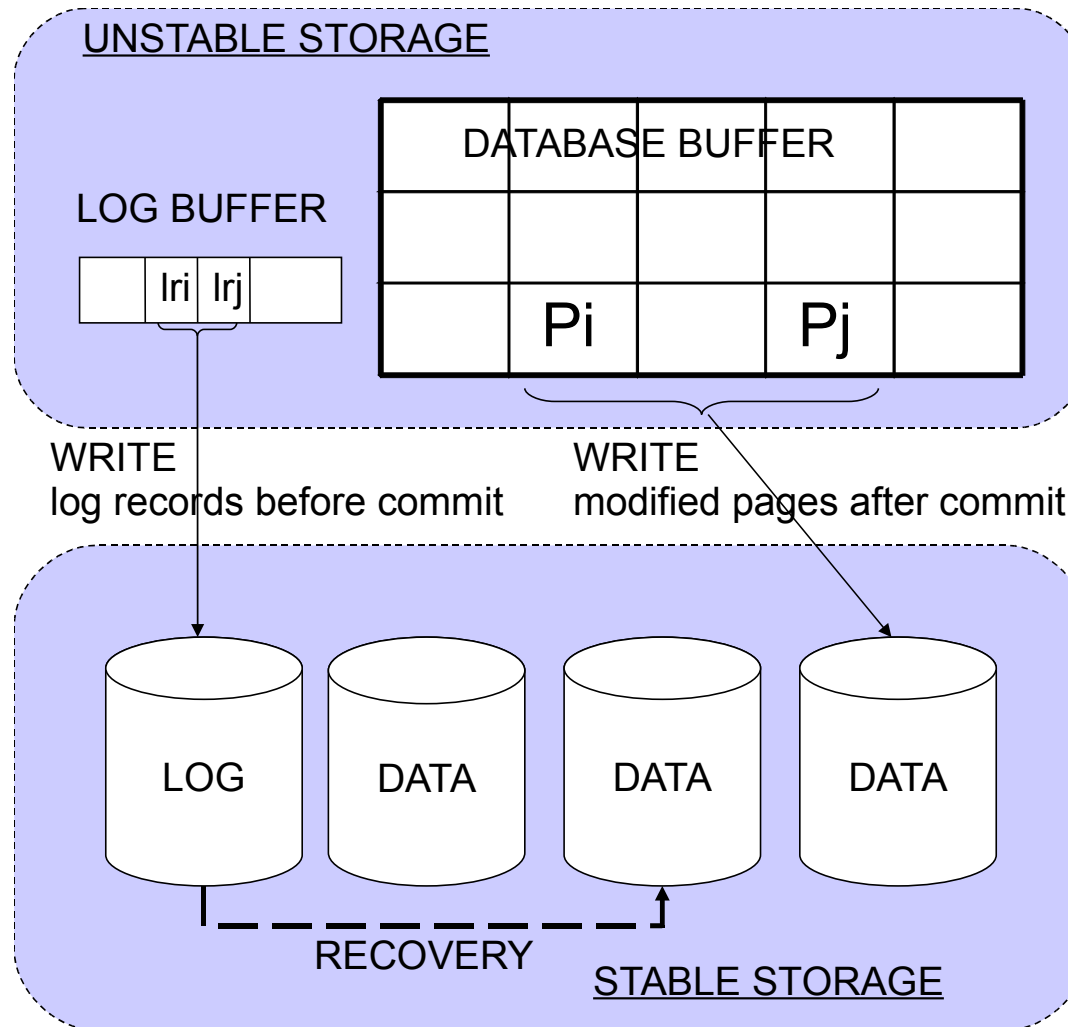 UNSTABLE STORAGE
DATABASE BUFFER
LOG BUFFER
lri lrj
Pi Pj
WRITE
log records before commit
WRITE
modified pages after commit
LOG
DATA
DATA
DATA
RECOVERY
STABLE STORAGE